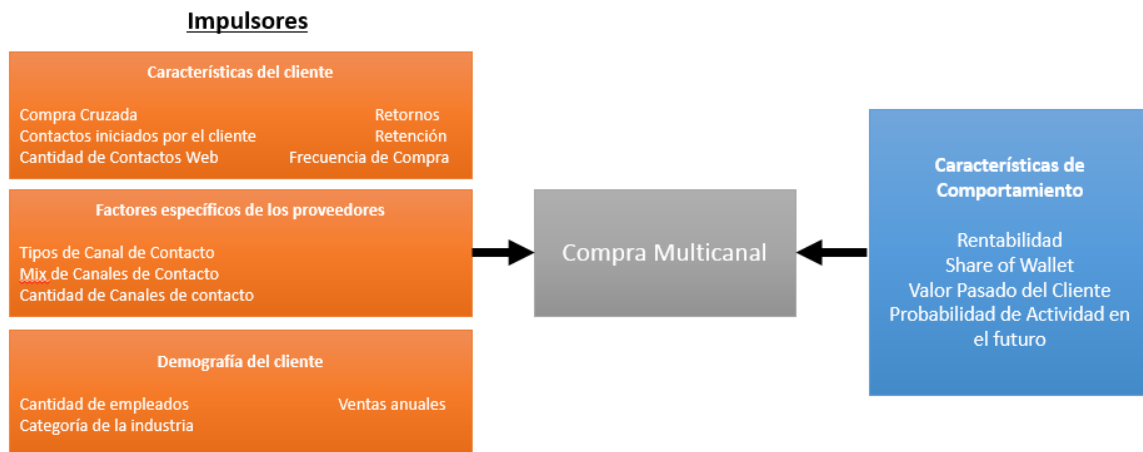 Impulsores
Características del cliente
Compra Cruzada Retornos
Contactos iniciados por el cliente Retención
Cantidad de Contactos Web Frecuencia de Compra
Factores específicos de los proveedores
Tipos de Canal de Contacto
Mix de Canales de Contacto
Cantidad de Canales de contacto
Demografía del cliente
Cantidad de empleados Ventas anuales
Categoría de la industria
Compra Multicanal
Características de
Comportamiento
Rentabilidad
Share of Wallet
Valor Pasado del Cliente
Probabilidad de Actividad en
el futuro